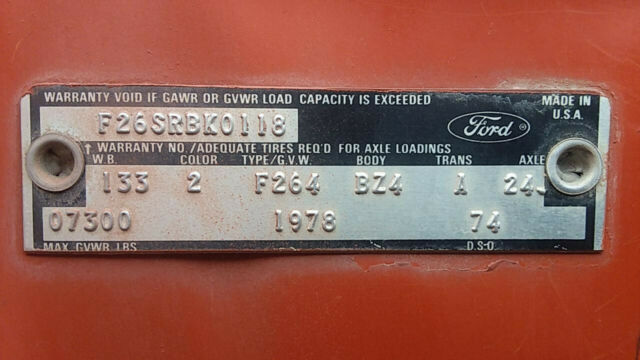 WARRANTY VOID IF GAWR OR GVWR LOAD CAPACITY IS EXCEEDED
MADE IN U.S.A.
F26SRBK0118
Ford
WARRANTY NO./ADEQUATE TIRES REQ'D FOR AXLE LOADINGS
W.B. COLOR TYPE/G.V.W. BODY TRANS AXLE
133 2 F264 BZ4 A 24J
07300 1978 74
MAX. GVWR LBS D.S.O.